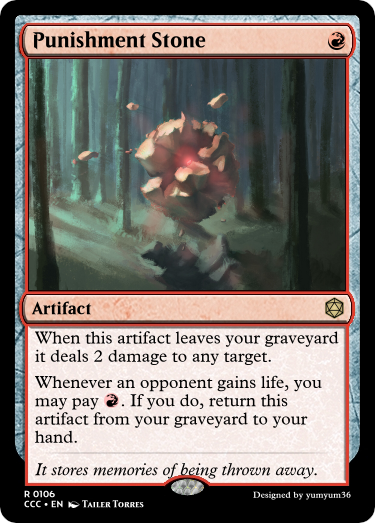 Punishment Stone
Artifact
When this artifact leaves your graveyard
it deals 2 damage to any target.
Whenever an opponent gains life, you
may pay . If you do, return this
artifact from your graveyard to your
hand.
It stores memories of being thrown away.
R 0106
CCC • EN Tailer Torres
Designed by yumyum36